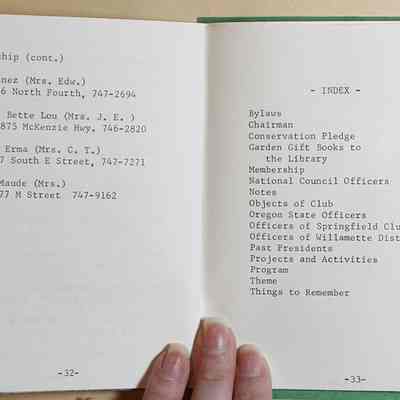 ship (cont.)
nez (Mrs. Edw.)
6 North Fourth, 747-2694
Bette Lou (Mrs. J. E. )
875 McKenzie Hwy. 746-2820
Erma (Mrs. C. T.)
7 South E Street, 747-7271
Maude (Mrs.)
77 M Street 747-9162
-32-
- INDEX -
Bylaws
Chairman
Conservation Pledge
Garden Gift Books to
the Library
Membership
National Council Officers
Notes
Objects of Club
Oregon State Officers
Officers of Springfield Clu
Officers of Willamette Dist
Past Presidents
Projects and Activities
Program
Theme
Things to Remember
-33-